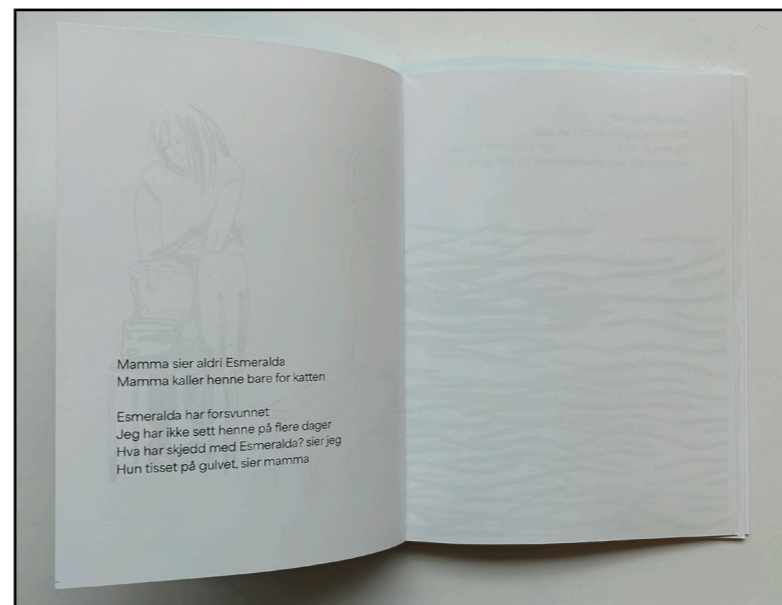 Mamma sier aldri Esmeralda
Mamma kaller henne bare for katten
Esmeralda har forsvunnet
Jeg har ikke sett henne på flere dager
Hva har skjedd med Esmeralda? sier jeg
Hun tisset på gulvet, sier mamma